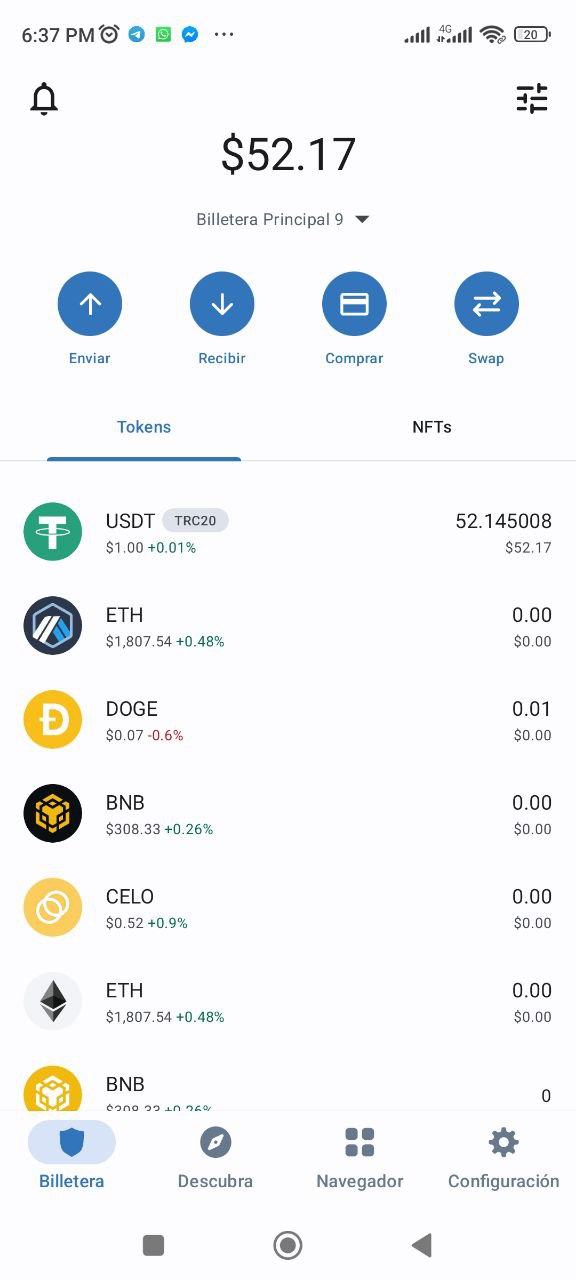 6:37 PM
4G
20
$52.17
Billetera Principal 9
Enviar Recibir Comprar Swap
Tokens NFTs
USDT TRC20 52.145008
$1.00 +0.01% $52.17
ETH 0.00
$1,807.54 +0.48% $0.00
DOGE 0.01
$0.07 -0.6% $0.00
BNB 0.00
$308.33 +0.26% $0.00
CELO 0.00
$0.52 +0.9% $0.00
ETH 0.00
$1,807.54 +0.48% $0.00
BNB 0
$308.33 +0.26%
Billetera Descubra Navegador Configuración